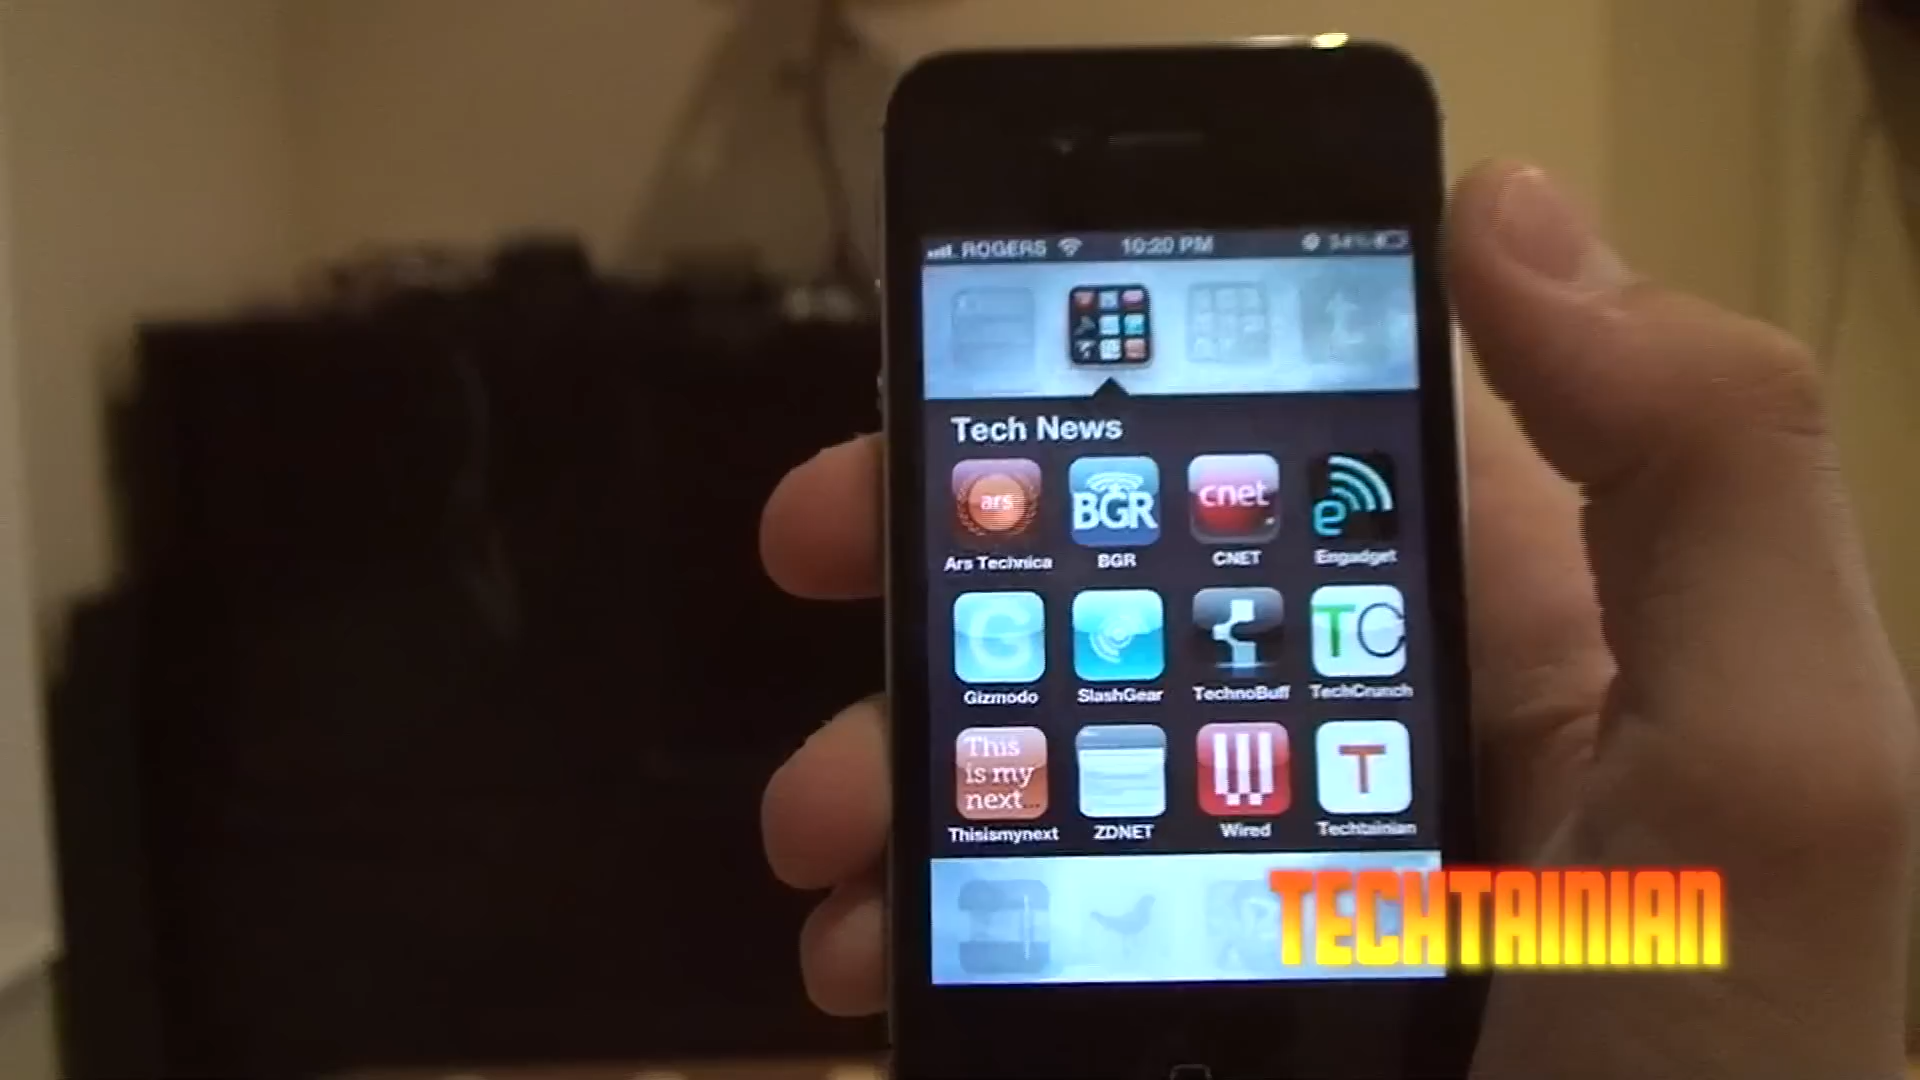 ROGERS 10:20 PM 54%
Tech News
ars
BGR
cnet
e
Ars Technica
BGR
CNET
Engadget
G
TC
Gizmodo
SlashGear
TechnoBuff
TechCrunch
This
is my
next...
T
Thisismynext
ZDNET
Wired
Techtainian
TECHTAINIAN